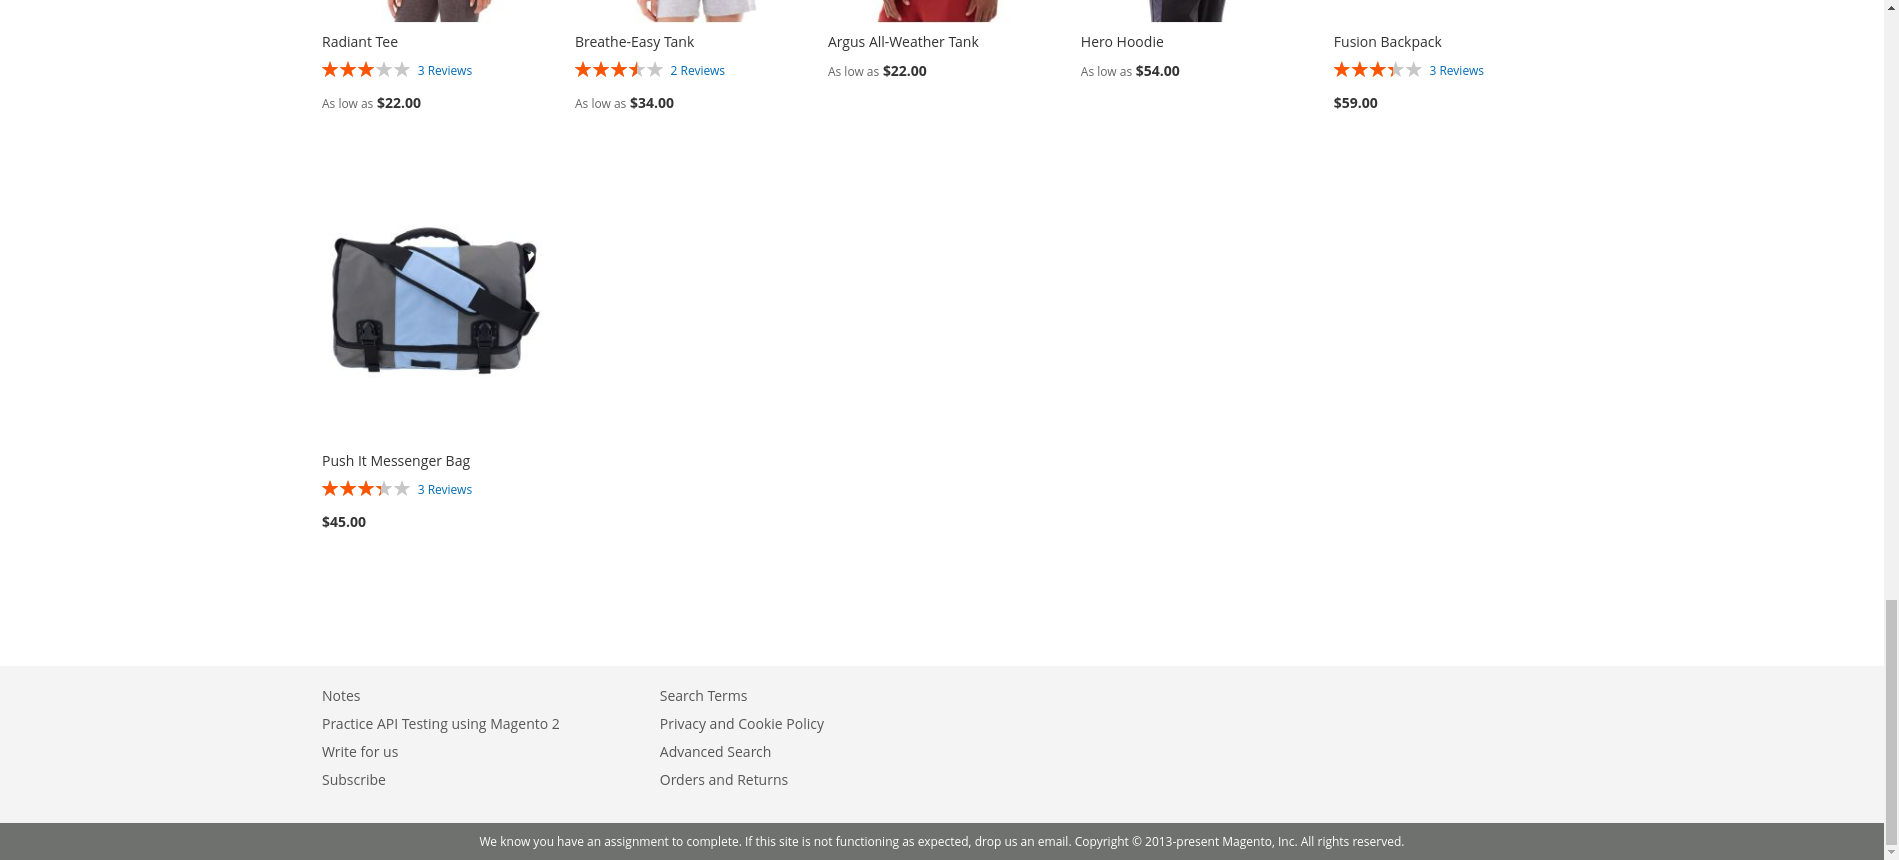 Radiant Tee
3 Reviews
As low as $22.00
Breathe-Easy Tank
2 Reviews
As low as $34.00
Argus All-Weather Tank
As low as $22.00
Hero Hoodie
As low as $54.00
Fusion Backpack
3 Reviews
$59.00
Push It Messenger Bag
3 Reviews
$45.00
Notes
Practice API Testing using Magento 2
Write for us
Subscribe
Search Terms
Privacy and Cookie Policy
Advanced Search
Orders and Returns
We know you have an assignment to complete. If this site is not functioning as expected, drop us an email. Copyright © 2013-present Magento, Inc. All rights reserved.